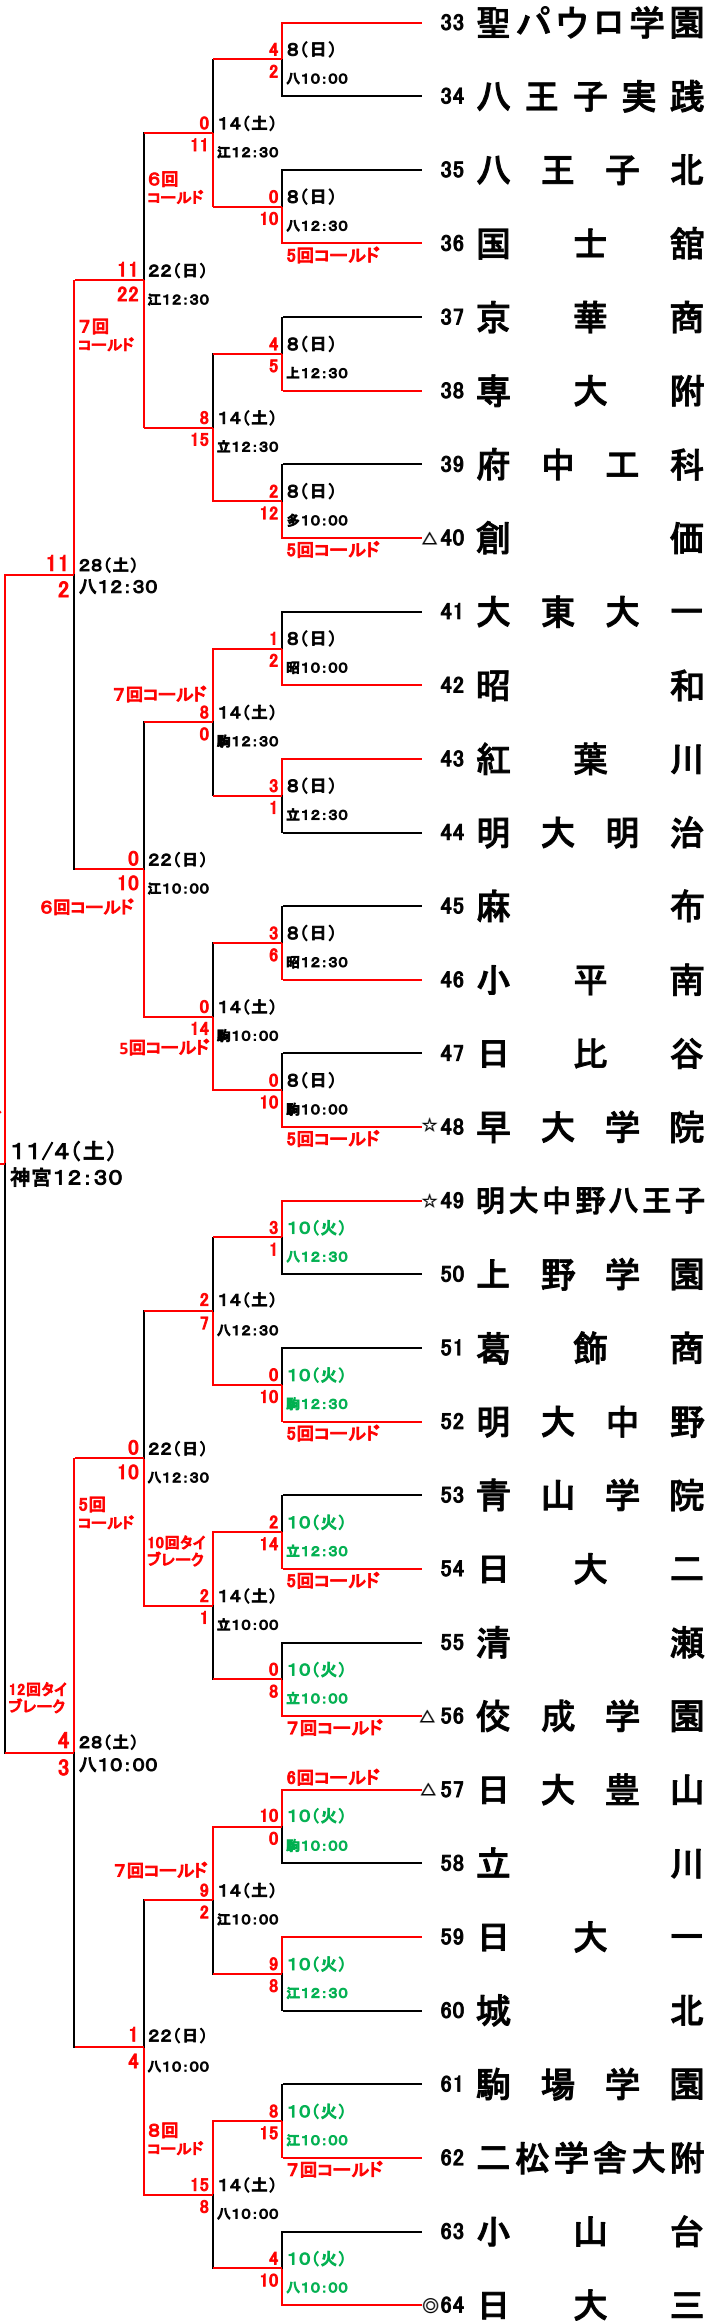 33 聖パウロ学園
4 8(日)
2 八10:00
34 八王子実践
0 14(土)
11 江12:30
6回
コールド
35 八王子北
0 8(日)
10 八12:30
36 国士舘
5回コールド
11 22(日)
22 江12:30
7回
コールド
37 京華商
4 8(日)
5 上12:30
38 専大附
8 14(土)
15 立12:30
39 府中工科
2 8(日)
12 多10:00
△40 創価
5回コールド
11 28(土)
2 八12:30
41 大東大一
1 8(日)
2 昭10:00
42 昭和
7回コールド
8 14(土)
0 駒12:30
43 紅葉川
3 8(日)
1 立12:30
44 明大明治
0 22(日)
10 江10:00
6回コールド
45 麻布
3 8(日)
6 昭12:30
46 小平南
0 14(土)
14 駒10:00
5回コールド
47 日比谷
0 8(日)
10 駒10:00
☆48 早大学院
5回コールド
11/4(土)
神宮12:30
☆49 明大中野八王子
3 10(火)
1 八12:30
50 上野学園
2 14(土)
7 八12:30
51 葛飾商
0 10(火)
10 駒12:30
52 明大中野
5回コールド
0 22(日)
10 八12:30
5回
コールド
53 青山学院
2 10(火)
14 立12:30
54 日大二
5回コールド
10回タイ
ブレーク
2 14(土)
1 立10:00
55 清瀬
0 10(火)
8 立10:00
△56 佼成学園
7回コールド
12回タイ
ブレーク
4 28(土)
3 八10:00
6回コールド
△57 日大豊山
10 10(火)
0 駒10:00
58 立川
7回コールド
9 14(土)
2 江10:00
59 日大一
9 10(火)
8 江12:30
60 城北
1 22(日)
4 八10:00
61 駒場学園
8 10(火)
15 江10:00
62 二松学舎大附
7回コールド
8回
コールド
15 14(土)
8 八10:00
63 小山台
4 10(火)
10 八10:00
◎64 日大三